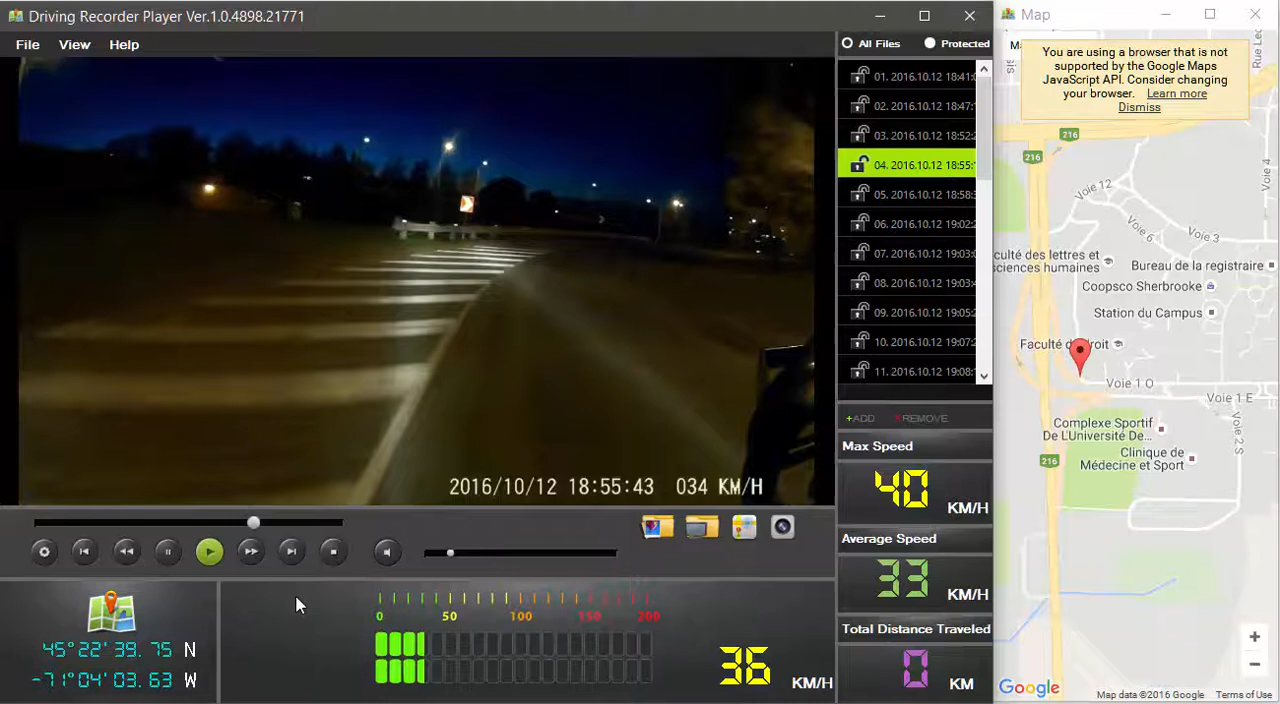 Driving Recorder Player Ver.1.0.4898.21771
File View Help
2016/10/12 18:55:43 034 KM/H
45°22'39.75 N
-71°04'03.63 W
0 50 100 150 200
36 KM/H
All Files Protected
01. 2016.10.12 18:41:0
02. 2016.10.12 18:47:
03. 2016.10.12 18:52:
04. 2016.10.12 18:55:
05. 2016.10.12 18:58:
06. 2016.10.12 19:02:
07. 2016.10.12 19:03:
08. 2016.10.12 19:03:
09. 2016.10.12 19:05:
10. 2016.10.12 19:07:
11. 2016.10.12 19:08:
+ADD ×REMOVE
Max Speed
40 KM/H
Average Speed
33 KM/H
Total Distance Traveled
0 KM
Map
You are using a browser that is not
supported by the Google Maps
JavaScript API. Consider changing
your browser. Learn more
Dismiss
216
216
Voie 4
Voie 12
Voie 6
Voie 3
culté des lettres et
sciences humaines
Bureau de la registraire
Coopsco Sherbrooke
Station du Campus
Faculté d roit
Voie 1 O
Voie 1 E
Complexe Sportif
De L'Université De...
Voie 2 S
Clinique de
Médecine et Sport
216
+
−
Google
Map data ©2016 Google Terms of Use